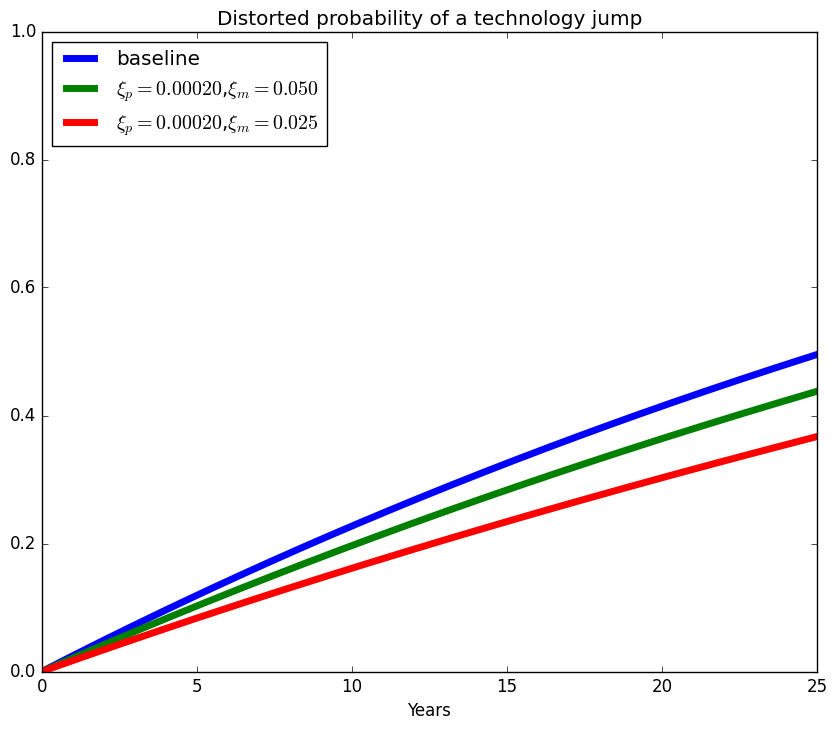 Distorted probability of a technology jump
1.0
baseline
ξp = 0.00020,ξm = 0.050
ξp = 0.00020,ξm = 0.025
0.8
0.6
0.4
0.2
0.0
0 5 10 15 20 25
Years